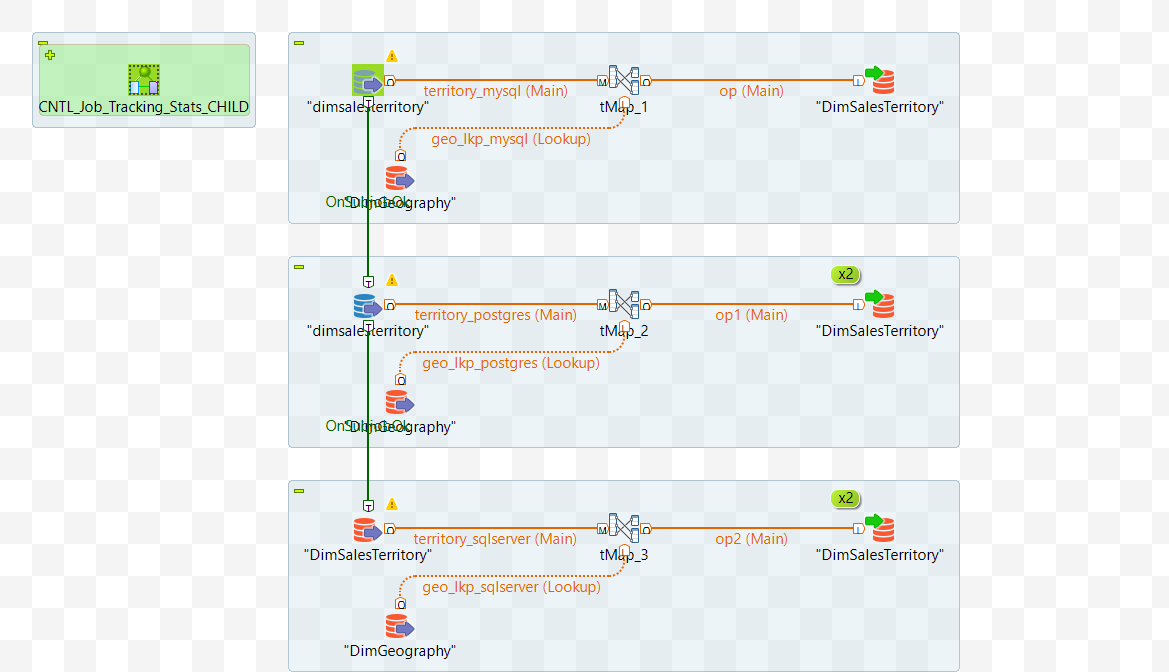 CNTL_Job_Tracking_Stats_CHILD
territory_mysql (Main)
op (Main)
"dimsalesterritory"
tMap_1
"DimSalesTerritory"
geo_lkp_mysql (Lookup)
OnSubjobOk
"DimGeography"
x2
territory_postgres (Main)
op1 (Main)
"dimsalesterritory"
tMap_2
"DimSalesTerritory"
geo_lkp_postgres (Lookup)
OnSubjobOk
"DimGeography"
x2
territory_sqlserver (Main)
op2 (Main)
"DimSalesTerritory"
tMap_3
"DimSalesTerritory"
geo_lkp_sqlserver (Lookup)
"DimGeography"